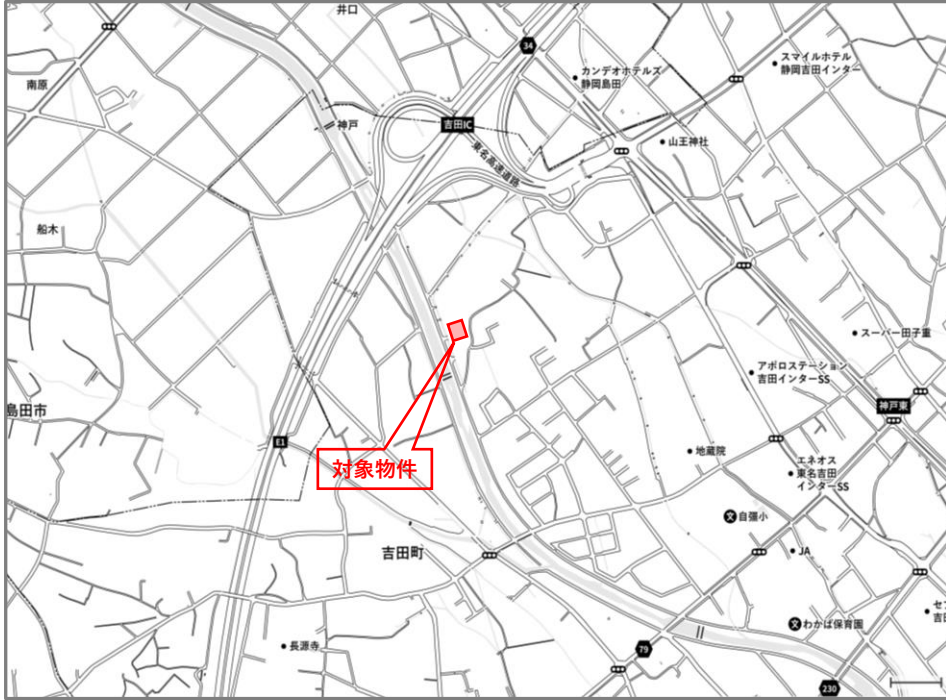 井口
34
スマイルホテル
静岡吉田インター
カンデオホテルズ
静岡島田
南原
神戸
吉田IC
山王神社
東名高速道路
船木
スーパー田子重
アポロステーション
吉田インターSS
神戸東
島田市
E1
地蔵院
対象物件
エネオス
東名吉田
インターSS
文 自彊小
吉田町
JA
セブ
吉田
文 わかば保育園
長源寺
79
230